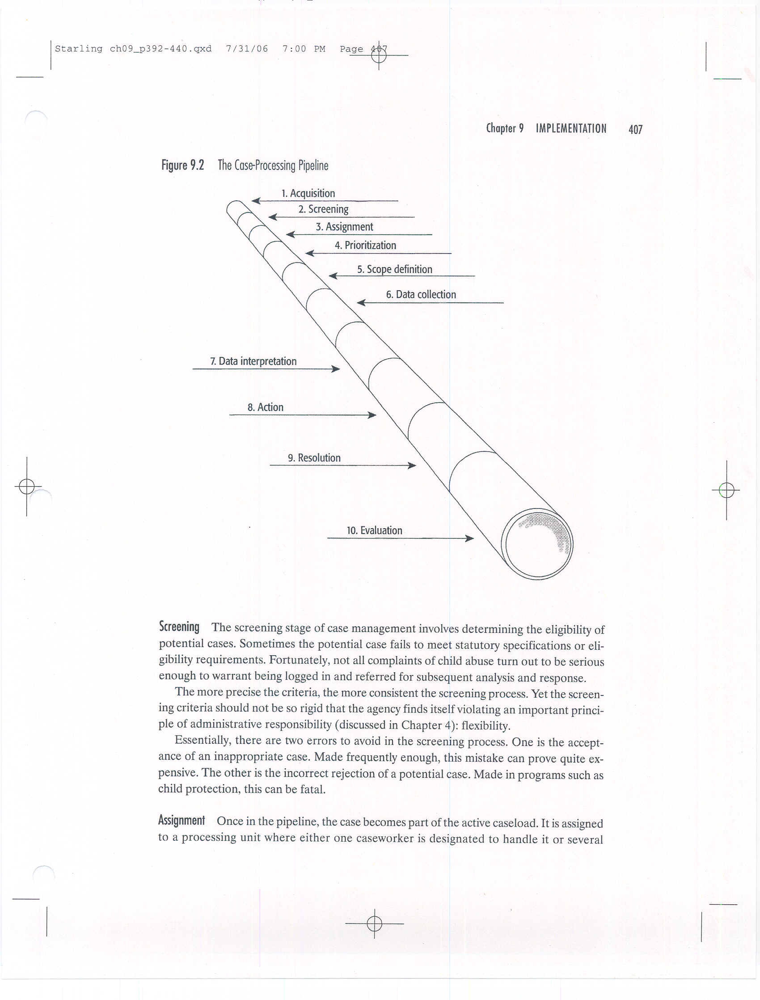 Starling ch09_p392-440.qxd 7/31/06 7:00 PM Page 407
Chapter 9 IMPLEMENTATION 407
Figure 9.2 The Case-Processing Pipeline
1. Acquisition
2. Screening
3. Assignment
4. Prioritization
5. Scope definition
6. Data collection
7. Data interpretation
8. Action
9. Resolution
10. Evaluation
Screening The screening stage of case management involves determining the eligibility of
potential cases. Sometimes the potential case fails to meet statutory specifications or eli-
gibility requirements. Fortunately, not all complaints of child abuse turn out to be serious
enough to warrant being logged in and referred for subsequent analysis and response.
The more precise the criteria, the more consistent the screening process. Yet the screen-
ing criteria should not be so rigid that the agency finds itself violating an important princi-
ple of administrative responsibility (discussed in Chapter 4): flexibility.
Essentially, there are two errors to avoid in the screening process. One is the accept-
ance of an inappropriate case. Made frequently enough, this mistake can prove quite ex-
pensive. The other is the incorrect rejection of a potential case. Made in programs such as
child protection, this can be fatal.
Assignment Once in the pipeline, the case becomes part of the active caseload. It is assigned
to a processing unit where either one caseworker is designated to handle it or several